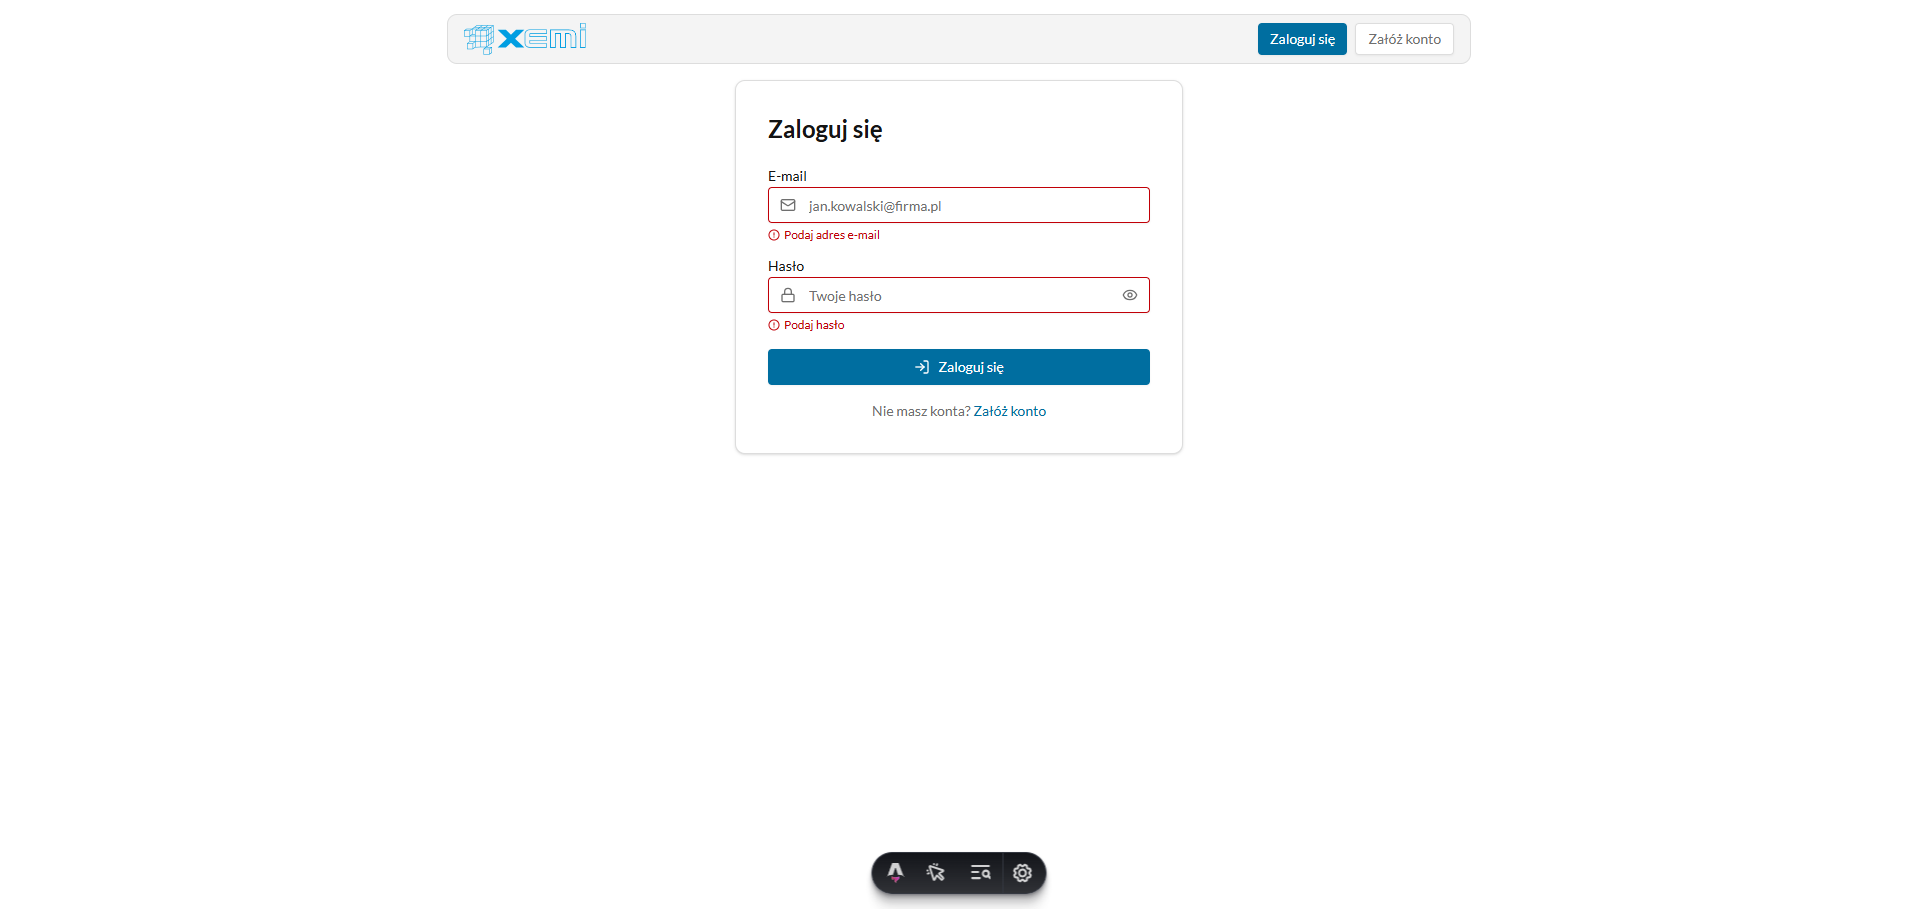 xemi
Zaloguj się
Załóż konto
Zaloguj się
E-mail
jan.kowalski@firma.pl
Podaj adres e-mail
Hasło
Twoje hasło
Podaj hasło
Zaloguj się
Nie masz konta? Załóż konto